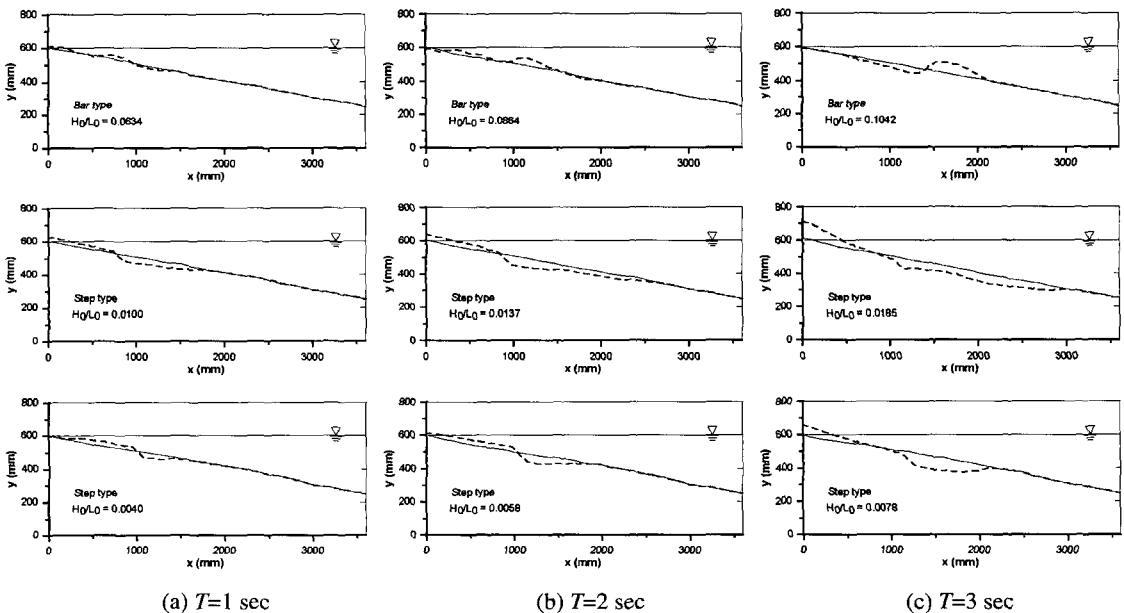 800
600
400
200
0
y (mm)
Bar type
H0/L0 = 0.0634
0 1000 2000 3000
x (mm)
800
600
400
200
0
y (mm)
Bar type
H0/L0 = 0.0864
0 1000 2000 3000
x (mm)
800
600
400
200
0
y (mm)
Bar type
H0/L0 = 0.1042
0 1000 2000 3000
x (mm)
800
600
400
200
0
y (mm)
Step type
H0/L0 = 0.0100
0 1000 2000 3000
x (mm)
800
600
400
200
0
y (mm)
Step type
H0/L0 = 0.0137
0 1000 2000 3000
x (mm)
800
600
400
200
0
y (mm)
Step type
H0/L0 = 0.0185
0 1000 2000 3000
x (mm)
800
600
400
200
0
y (mm)
Step type
H0/L0 = 0.0040
0 1000 2000 3000
x (mm)
800
600
400
200
0
y (mm)
Step type
H0/L0 = 0.0058
0 1000 2000 3000
x (mm)
800
600
400
200
0
y (mm)
Step type
H0/L0 = 0.0078
0 1000 2000 3000
x (mm)
(a) T=1 sec
(b) T=2 sec
(c) T=3 sec